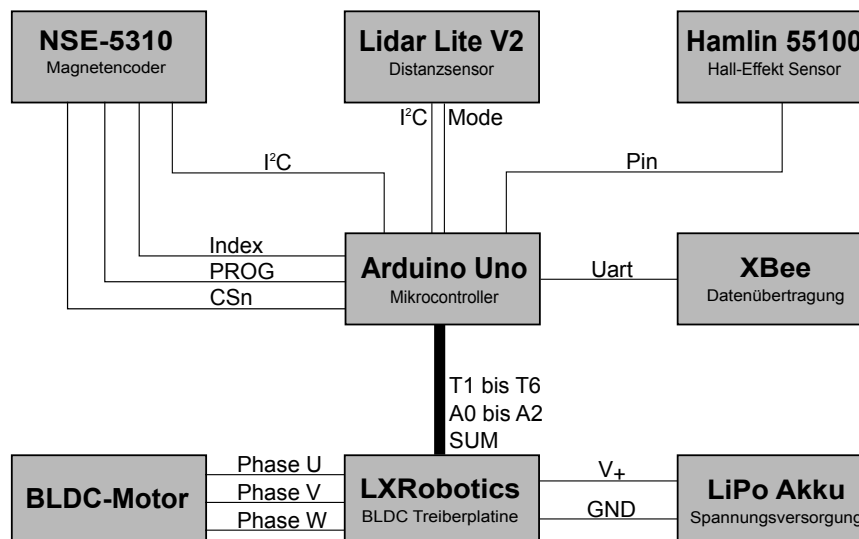 NSE-5310
Magnetencoder
Lidar Lite V2
Distanzsensor
Hamlin 55100
Hall-Effekt Sensor
I²C
Mode
I²C
Pin
Index
PROG
CSn
Arduino Uno
Mikrocontroller
Uart
XBee
Datenübertragung
T1 bis T6
A0 bis A2
SUM
BLDC-Motor
Phase U
Phase V
Phase W
LXRobotics
BLDC Treiberplatine
V+
GND
LiPo Akku
Spannungsversorgung